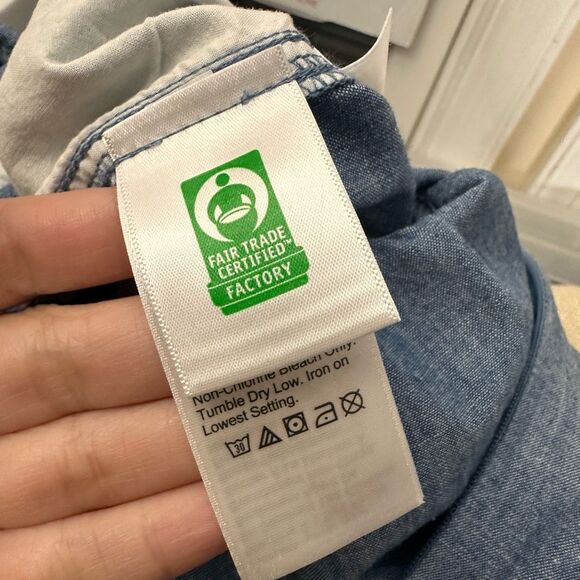 FAIR TRADE
CERTIFIED™
FACTORY
Non-Chlorine Bleach Only.
Tumble Dry Low. Iron on
Lowest Setting.
30